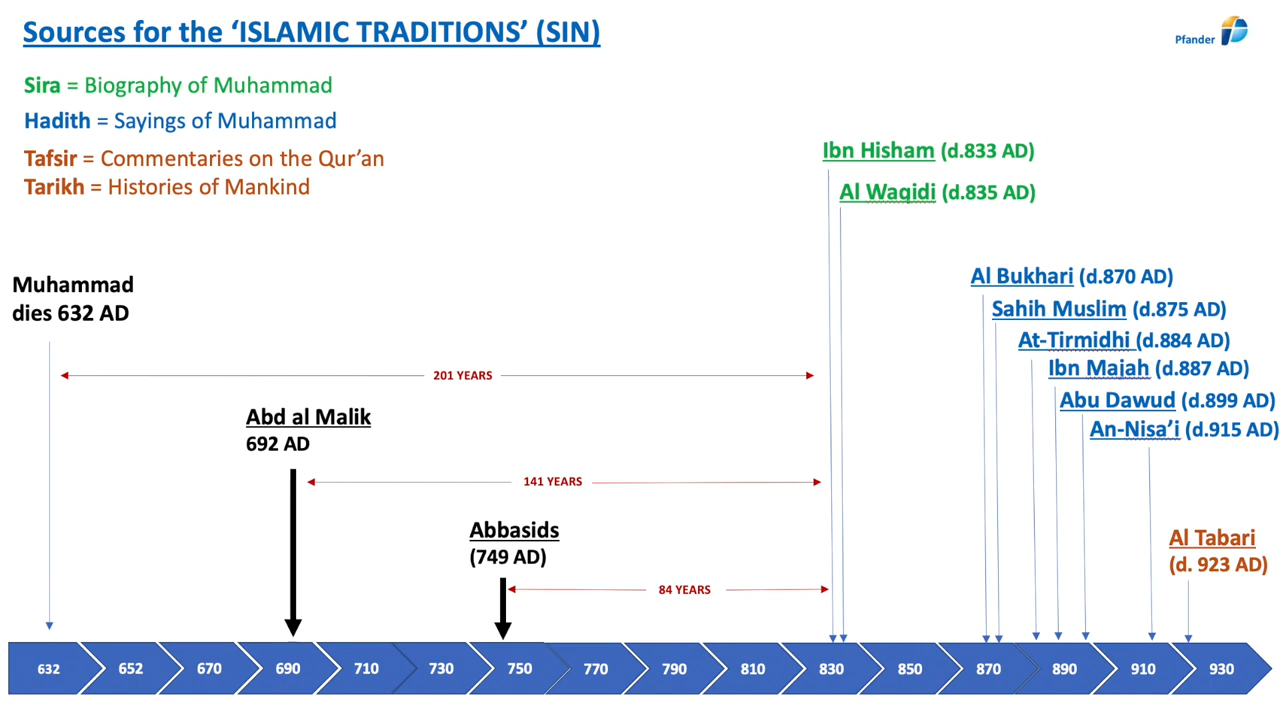 Sources for the ‘ISLAMIC TRADITIONS’ (SIN)
Pfander
Sira = Biography of Muhammad
Hadith = Sayings of Muhammad
Tafsir = Commentaries on the Qur’an
Tarikh = Histories of Mankind
Ibn Hisham (d.833 AD)
Al Waqidi (d.835 AD)
Muhammad
dies 632 AD
Al Bukhari (d.870 AD)
Sahih Muslim (d.875 AD)
At-Tirmidhi (d.884 AD)
Ibn Majah (d.887 AD)
Abu Dawud (d.899 AD)
An-Nisa’i (d.915 AD)
201 YEARS
Abd al Malik
692 AD
141 YEARS
Abbasids
(749 AD)
Al Tabari
(d. 923 AD)
84 YEARS
632 652 670 690 710 730 750 770 790 810 830 850 870 890 910 930